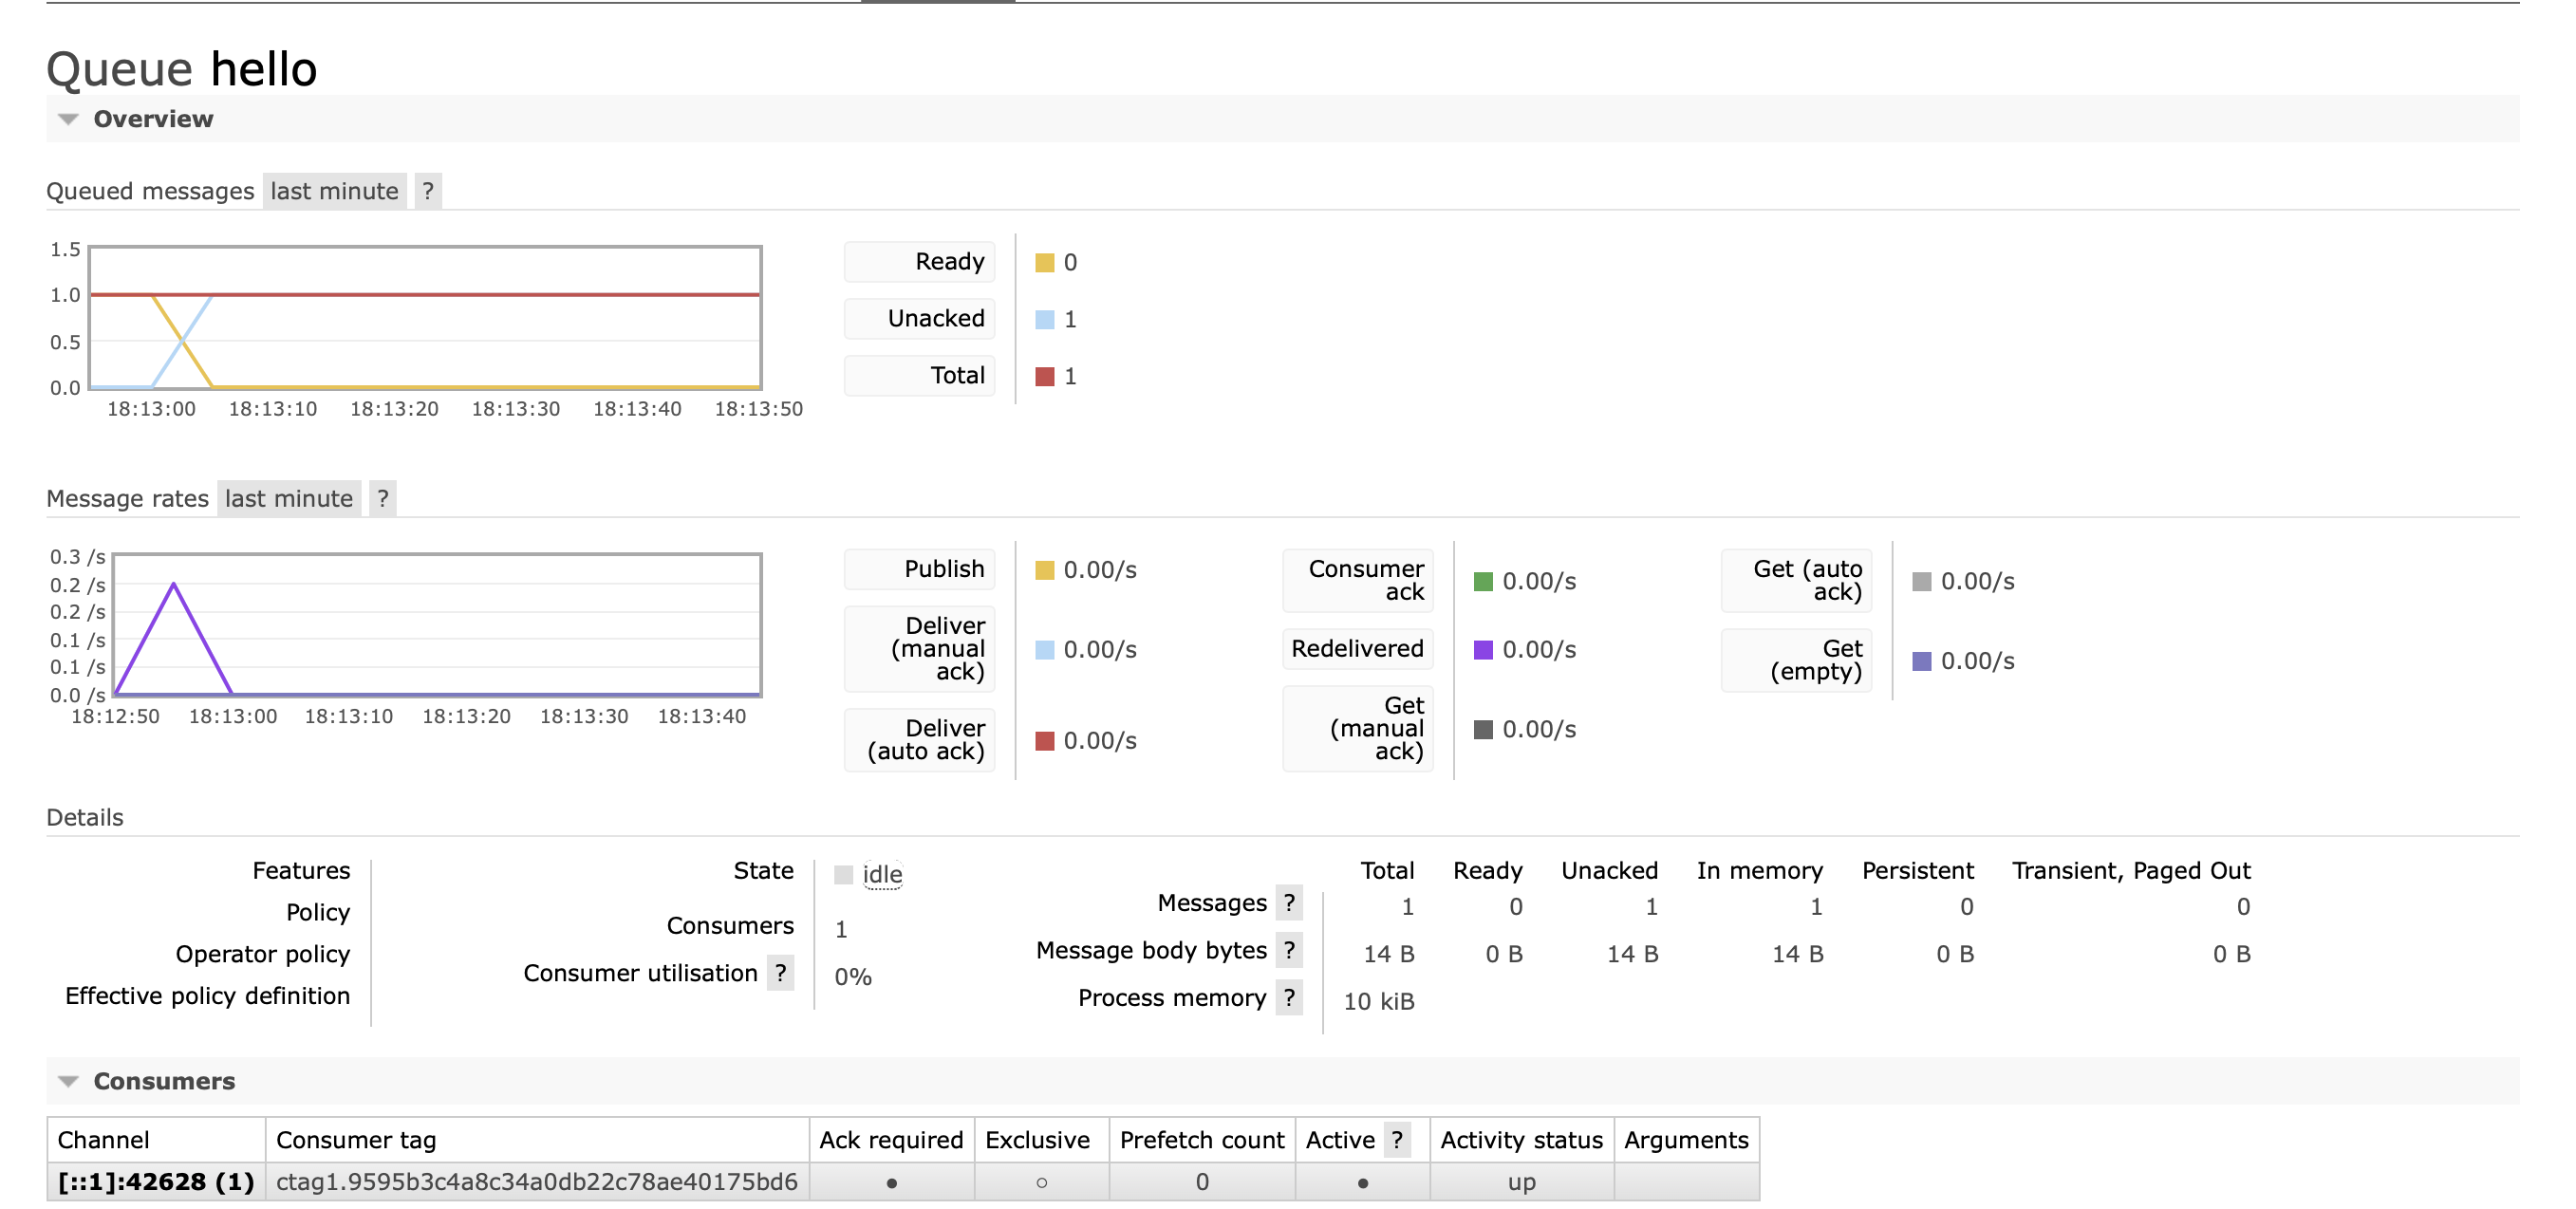 Queue hello
Overview
Queued messages last minute ?
1.5
1.0
0.5
0.0
18:13:00 18:13:10 18:13:20 18:13:30 18:13:40 18:13:50
Ready 0
Unacked 1
Total 1
Message rates last minute ?
0.3 /s
0.2 /s
0.2 /s
0.1 /s
0.1 /s
0.0 /s
18:12:50 18:13:00 18:13:10 18:13:20 18:13:30 18:13:40
Publish 0.00/s
Deliver
(manual 0.00/s
ack)
Deliver
(auto ack) 0.00/s
Consumer
ack 0.00/s
Redelivered 0.00/s
Get
(manual 0.00/s
ack)
Get (auto
ack) 0.00/s
Get
(empty) 0.00/s
Details
Features
Policy
Operator policy
Effective policy definition
State idle
Consumers 1
Consumer utilisation ? 0%
Total Ready Unacked In memory Persistent Transient, Paged Out
Messages ? 1 0 1 1 0 0
Message body bytes ? 14 B 0 B 14 B 14 B 0 B 0 B
Process memory ? 10 kiB
Consumers
Channel Consumer tag Ack required Exclusive Prefetch count Active ? Activity status Arguments
[::1]:42628 (1) ctag1.9595b3c4a8c34a0db22c78ae40175bd6 ● ○ 0 ● up